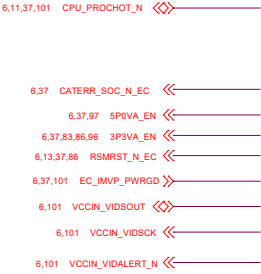 6,11,37,101 CPU_PROCHOT_N
6,37 CATERR_SOC_N_EC
6,37,97 5P0VA_EN
6,37,83,86,96 3P3VA_EN
6,13,37,86 RSMRST_N_EC
6,37,101 EC_IMVP_PWRGD
6,101 VCCIN_VIDSOUT
6,101 VCCIN_VIDSCK
6,101 VCCIN_VIDALERT_N